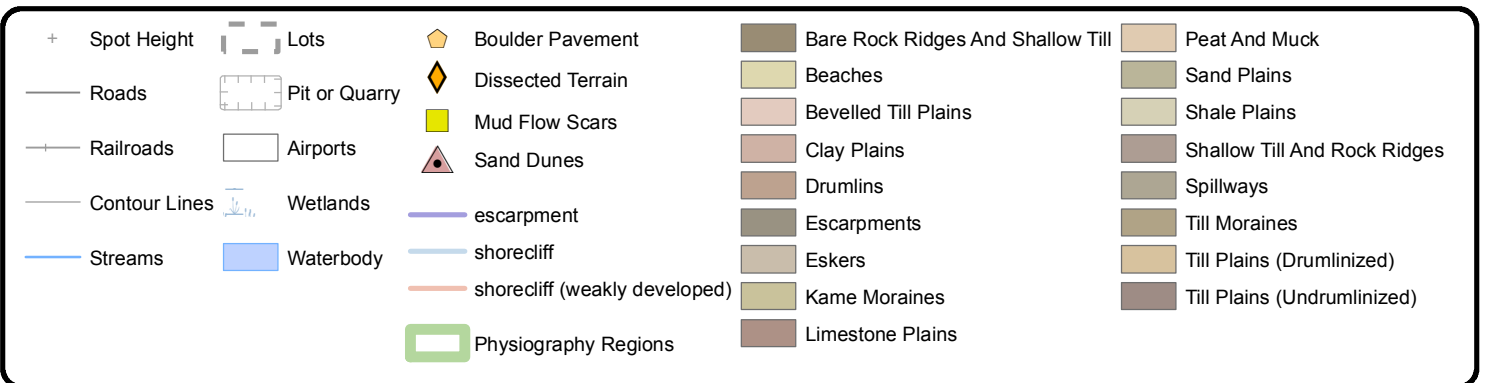 Spot Height
Roads
Railroads
Contour Lines
Streams
Lots
Pit or Quarry
Airports
Wetlands
Waterbody
Boulder Pavement
Dissected Terrain
Mud Flow Scars
Sand Dunes
escarpment
shorecliff
shorecliff (weakly developed)
Physiography Regions
Bare Rock Ridges And Shallow Till
Beaches
Bevelled Till Plains
Clay Plains
Drumlins
Escarpments
Eskers
Kame Moraines
Limestone Plains
Peat And Muck
Sand Plains
Shale Plains
Shallow Till And Rock Ridges
Spillways
Till Moraines
Till Plains (Drumlinized)
Till Plains (Undrumlinized)